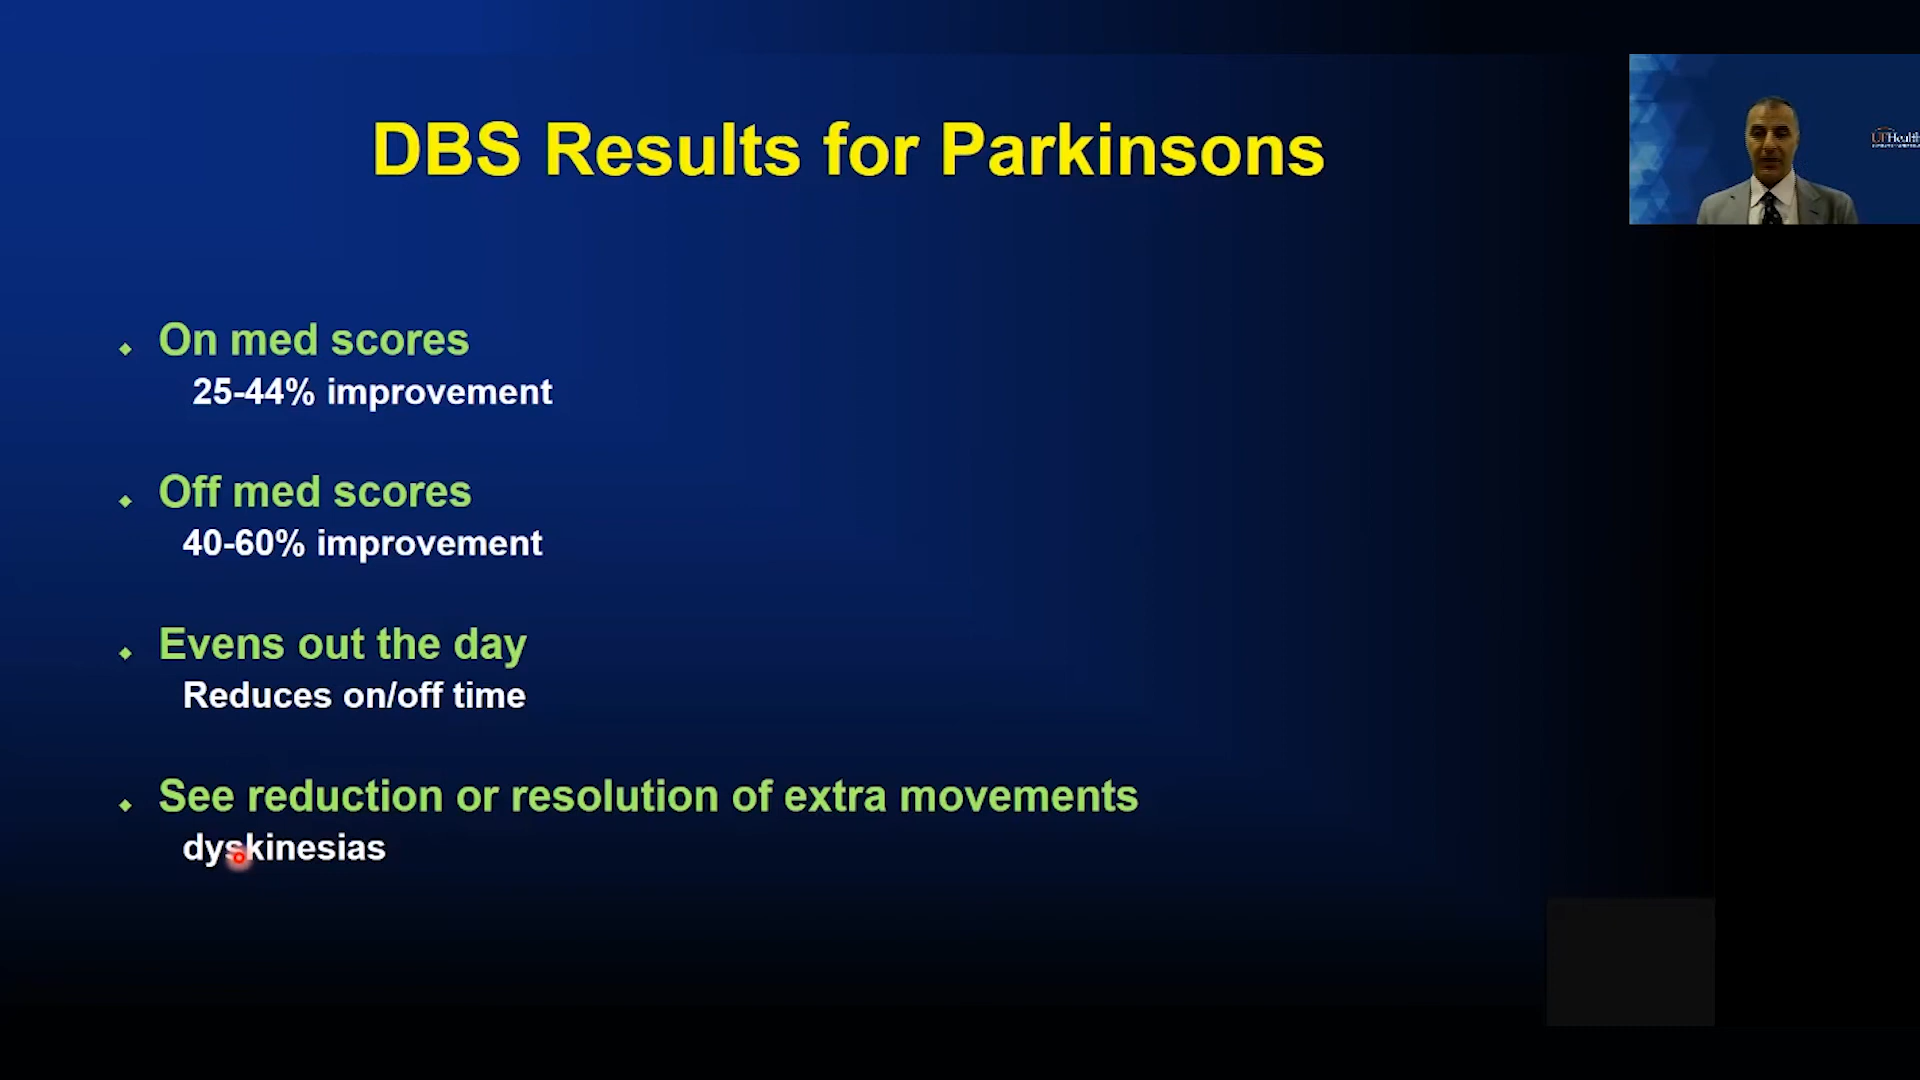 DBS Results for Parkinsons
UFHealth
On med scores
25-44% improvement
Off med scores
40-60% improvement
Evens out the day
Reduces on/off time
See reduction or resolution of extra movements
dyskinesias